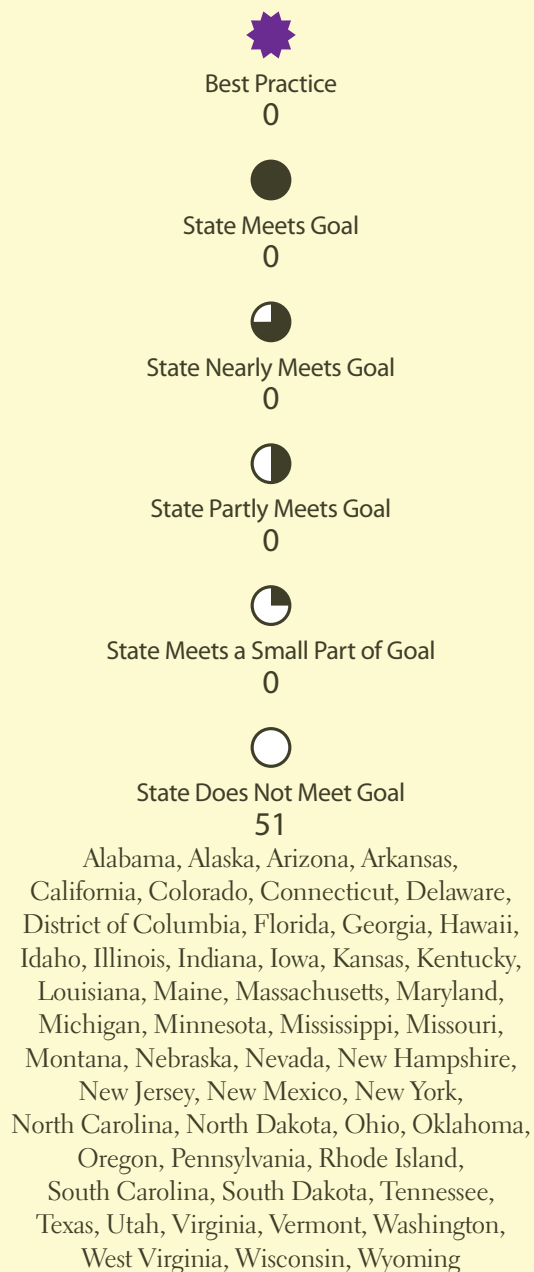 Best Practice
0
State Meets Goal
0
State Nearly Meets Goal
0
State Partly Meets Goal
0
State Meets a Small Part of Goal
0
State Does Not Meet Goal
51
Alabama, Alaska, Arizona, Arkansas,
California, Colorado, Connecticut, Delaware,
District of Columbia, Florida, Georgia, Hawaii,
Idaho, Illinois, Indiana, Iowa, Kansas, Kentucky,
Louisiana, Maine, Massachusetts, Maryland,
Michigan, Minnesota, Mississippi, Missouri,
Montana, Nebraska, Nevada, New Hampshire,
New Jersey, New Mexico, New York,
North Carolina, North Dakota, Ohio, Oklahoma,
Oregon, Pennsylvania, Rhode Island,
South Carolina, South Dakota, Tennessee,
Texas, Utah, Virginia, Vermont, Washington,
West Virginia, Wisconsin, Wyoming